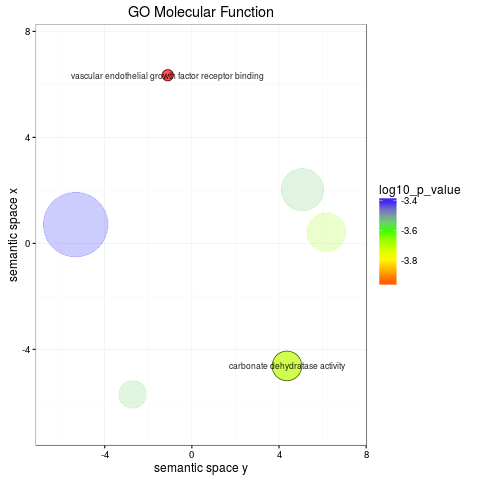 GO Molecular Function
8
vascular endothelial growth factor receptor binding
4
log10_p_value
-3.4
-3.6
-3.8
semantic space x
0
-4
carbonate dehydratase activity
-4 0 4 8
semantic space y